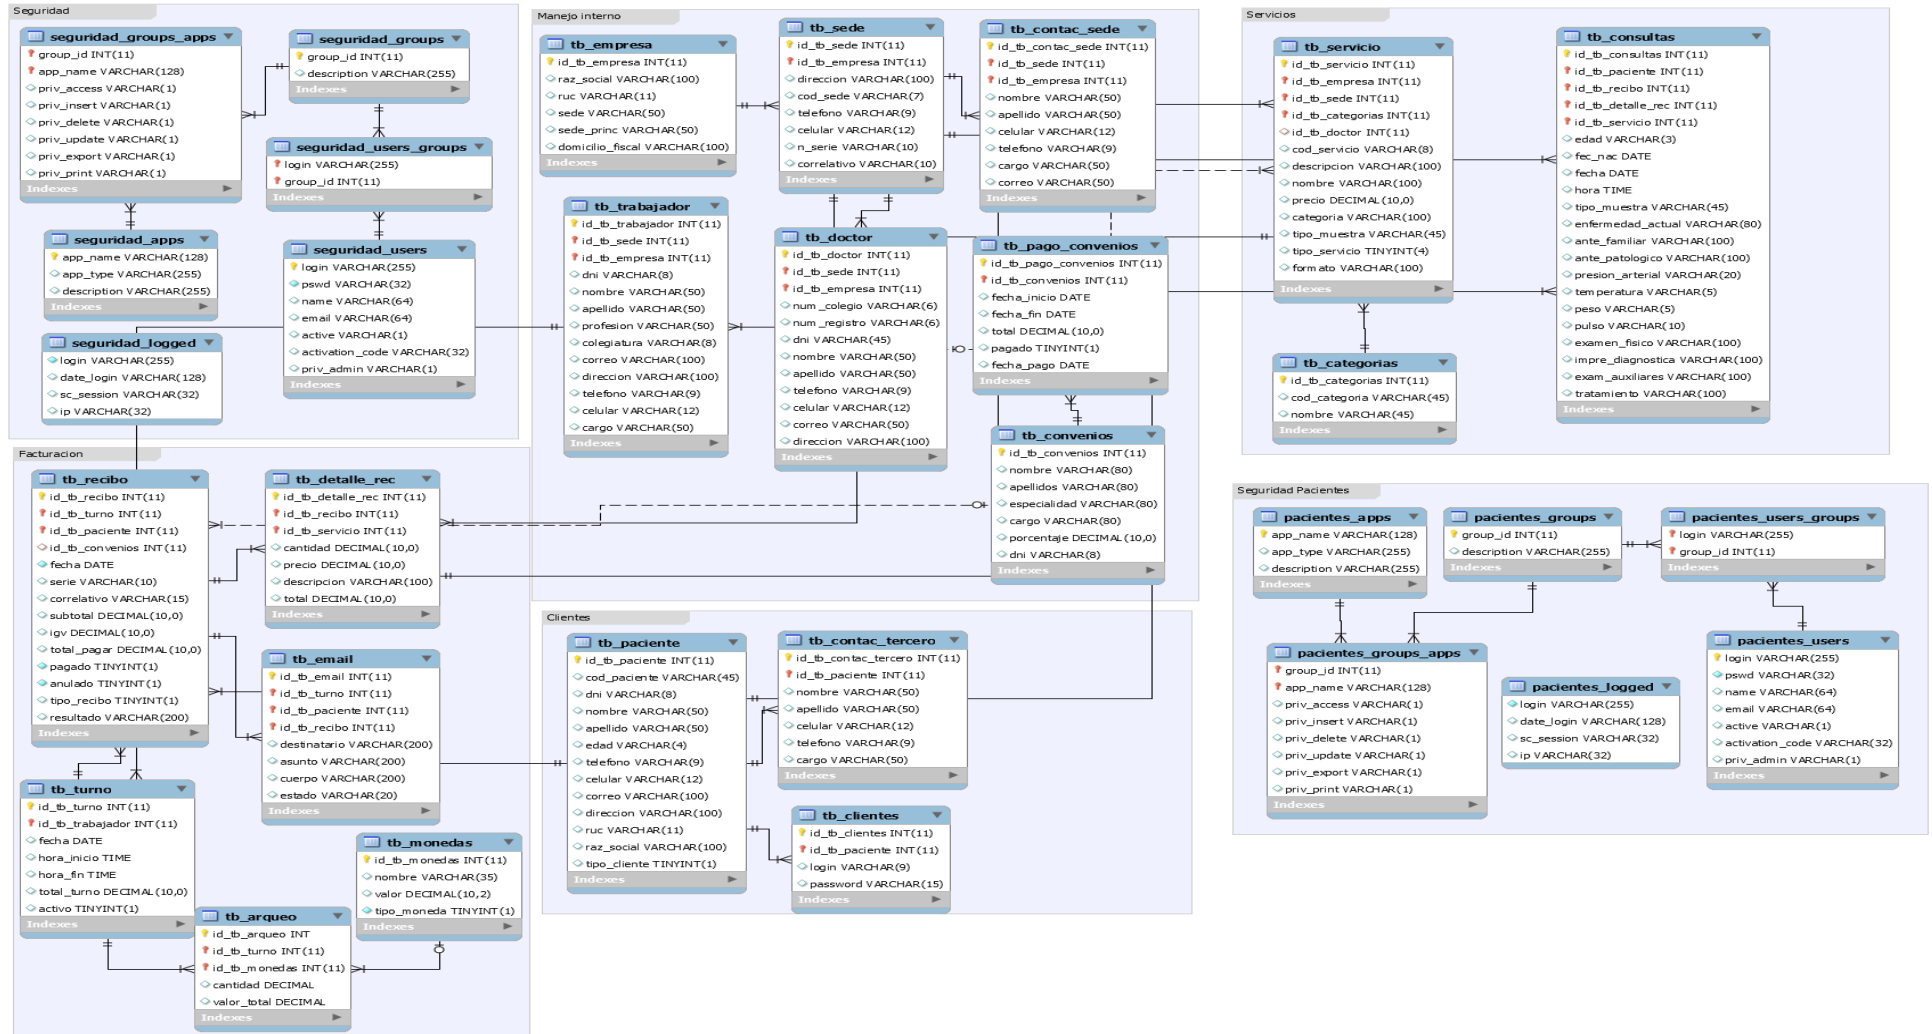 Seguridad
seguridad_groups_apps
group_id INT(11)
app_name VARCHAR(128)
priv_access VARCHAR(1)
priv_insert VARCHAR(1)
priv_delete VARCHAR(1)
priv_update VARCHAR(1)
priv_export VARCHAR(1)
priv_print VARCHAR(1)
Indexes
seguridad_groups
group_id INT(11)
description VARCHAR(255)
Indexes
seguridad_users_groups
login VARCHAR(255)
group_id INT(11)
Indexes
seguridad_apps
app_name VARCHAR(128)
app_type VARCHAR(255)
description VARCHAR(255)
Indexes
seguridad_users
login VARCHAR(255)
pswd VARCHAR(32)
name VARCHAR(64)
email VARCHAR(64)
active VARCHAR(1)
activation_code VARCHAR(32)
priv_admin VARCHAR(1)
Indexes
seguridad_logged
login VARCHAR(255)
date_login VARCHAR(128)
sc_session VARCHAR(32)
ip VARCHAR(32)
Manejo interno
tb_empresa
id_tb_empresa INT(11)
raz_social VARCHAR(100)
ruc VARCHAR(11)
sede VARCHAR(50)
sede_princ VARCHAR(50)
domicilio_fiscal VARCHAR(100)
Indexes
tb_sede
id_tb_sede INT(11)
id_tb_empresa INT(11)
direccion VARCHAR(100)
cod_sede VARCHAR(7)
telefono VARCHAR(9)
celular VARCHAR(12)
n_serie VARCHAR(10)
correlativo VARCHAR(10)
Indexes
tb_contac_sede
id_tb_contac_sede INT(11)
id_tb_sede INT(11)
id_tb_empresa INT(11)
nombre VARCHAR(50)
apellido VARCHAR(50)
celular VARCHAR(12)
telefono VARCHAR(9)
cargo VARCHAR(50)
correo VARCHAR(50)
Indexes
tb_trabajador
id_tb_trabajador INT(11)
id_tb_sede INT(11)
id_tb_empresa INT(11)
dni VARCHAR(8)
nombre VARCHAR(50)
apellido VARCHAR(50)
profesion VARCHAR(50)
colegiatura VARCHAR(8)
correo VARCHAR(100)
direccion VARCHAR(100)
telefono VARCHAR(9)
celular VARCHAR(12)
cargo VARCHAR(50)
Indexes
tb_doctor
id_tb_doctor INT(11)
id_tb_sede INT(11)
id_tb_empresa INT(11)
num_colegio VARCHAR(6)
num_registro VARCHAR(6)
dni VARCHAR(45)
nombre VARCHAR(50)
apellido VARCHAR(50)
telefono VARCHAR(9)
celular VARCHAR(12)
correo VARCHAR(50)
direccion VARCHAR(100)
Indexes
tb_pago_convenios
id_tb_pago_convenios INT(11)
id_tb_convenios INT(11)
fecha_inicio DATE
fecha_fin DATE
total DECIMAL(10,0)
pagado TINYINT(1)
fecha_pago DATE
Indexes
tb_convenios
id_tb_convenios INT(11)
nombre VARCHAR(80)
apellidos VARCHAR(80)
especialidad VARCHAR(80)
cargo VARCHAR(80)
porcentaje DECIMAL(10,0)
dni VARCHAR(8)
Indexes
Servicios
tb_servicio
id_tb_servicio INT(11)
id_tb_empresa INT(11)
id_tb_sede INT(11)
id_tb_categorias INT(11)
id_tb_doctor INT(11)
cod_servicio VARCHAR(8)
descripcion VARCHAR(100)
nombre VARCHAR(100)
precio DECIMAL(10,0)
categoria VARCHAR(100)
tipo_muestra VARCHAR(45)
tipo_servicio TINYINT(4)
formato VARCHAR(100)
Indexes
tb_categorias
id_tb_categorias INT(11)
cod_categoria VARCHAR(45)
nombre VARCHAR(45)
Indexes
tb_consultas
id_tb_consultas INT(11)
id_tb_paciente INT(11)
id_tb_recibo INT(11)
id_tb_detalle_rec INT(11)
id_tb_servicio INT(11)
edad VARCHAR(3)
fec_nac DATE
fecha DATE
hora TIME
tipo_muestra VARCHAR(45)
enfermedad_actual VARCHAR(80)
ante_familiar VARCHAR(100)
ante_patologico VARCHAR(100)
presion_arterial VARCHAR(20)
temperatura VARCHAR(5)
peso VARCHAR(5)
pulso VARCHAR(10)
examen_fisico VARCHAR(100)
impre_diagnostica VARCHAR(100)
exam_auxiliares VARCHAR(100)
tratamiento VARCHAR(100)
Indexes
Facturacion
tb_recibo
id_tb_recibo INT(11)
id_tb_turno INT(11)
id_tb_paciente INT(11)
id_tb_convenios INT(11)
fecha DATE
serie VARCHAR(10)
correlativo VARCHAR(15)
subtotal DECIMAL(10,0)
igv DECIMAL(10,0)
total_pagar DECIMAL(10,0)
pagado TINYINT(1)
anulado TINYINT(1)
tipo_recibo TINYINT(1)
resultado VARCHAR(200)
Indexes
tb_detalle_rec
id_tb_detalle_rec INT(11)
id_tb_recibo INT(11)
id_tb_servicio INT(11)
cantidad DECIMAL(10,0)
precio DECIMAL(10,0)
descripcion VARCHAR(100)
total DECIMAL(10,0)
Indexes
tb_email
id_tb_email INT(11)
id_tb_turno INT(11)
id_tb_paciente INT(11)
id_tb_recibo INT(11)
destinatario VARCHAR(200)
asunto VARCHAR(200)
cuerpo VARCHAR(200)
estado VARCHAR(20)
Indexes
tb_turno
id_tb_turno INT(11)
id_tb_trabajador INT(11)
fecha DATE
hora_inicio TIME
hora_fin TIME
total_turno DECIMAL(10,0)
activo TINYINT(1)
Indexes
tb_monedas
id_tb_monedas INT(11)
nombre VARCHAR(35)
valor DECIMAL(10,2)
tipo_moneda TINYINT(1)
Indexes
tb_arqueo
id_tb_arqueo INT
id_tb_turno INT(11)
id_tb_monedas INT(11)
cantidad DECIMAL
valor_total DECIMAL
Indexes
Clientes
tb_paciente
id_tb_paciente INT(11)
cod_paciente VARCHAR(45)
dni VARCHAR(8)
nombre VARCHAR(50)
apellido VARCHAR(50)
edad VARCHAR(4)
telefono VARCHAR(9)
celular VARCHAR(12)
correo VARCHAR(100)
direccion VARCHAR(100)
ruc VARCHAR(11)
raz_social VARCHAR(100)
tipo_cliente TINYINT(1)
Indexes
tb_contac_tercero
id_tb_contac_tercero INT(11)
id_tb_paciente INT(11)
nombre VARCHAR(50)
apellido VARCHAR(50)
celular VARCHAR(12)
telefono VARCHAR(9)
cargo VARCHAR(50)
Indexes
tb_clientes
id_tb_clientes INT(11)
id_tb_paciente INT(11)
login VARCHAR(9)
password VARCHAR(15)
Indexes
Seguridad Pacientes
pacientes_apps
app_name VARCHAR(128)
app_type VARCHAR(255)
description VARCHAR(255)
Indexes
pacientes_groups
group_id INT(11)
description VARCHAR(255)
Indexes
pacientes_users_groups
login VARCHAR(255)
group_id INT(11)
Indexes
pacientes_groups_apps
group_id INT(11)
app_name VARCHAR(128)
priv_access VARCHAR(1)
priv_insert VARCHAR(1)
priv_delete VARCHAR(1)
priv_update VARCHAR(1)
priv_export VARCHAR(1)
priv_print VARCHAR(1)
Indexes
pacientes_logged
login VARCHAR(255)
date_login VARCHAR(128)
sc_session VARCHAR(32)
ip VARCHAR(32)
pacientes_users
login VARCHAR(255)
pswd VARCHAR(32)
name VARCHAR(64)
email VARCHAR(64)
active VARCHAR(1)
activation_code VARCHAR(32)
priv_admin VARCHAR(1)
Indexes